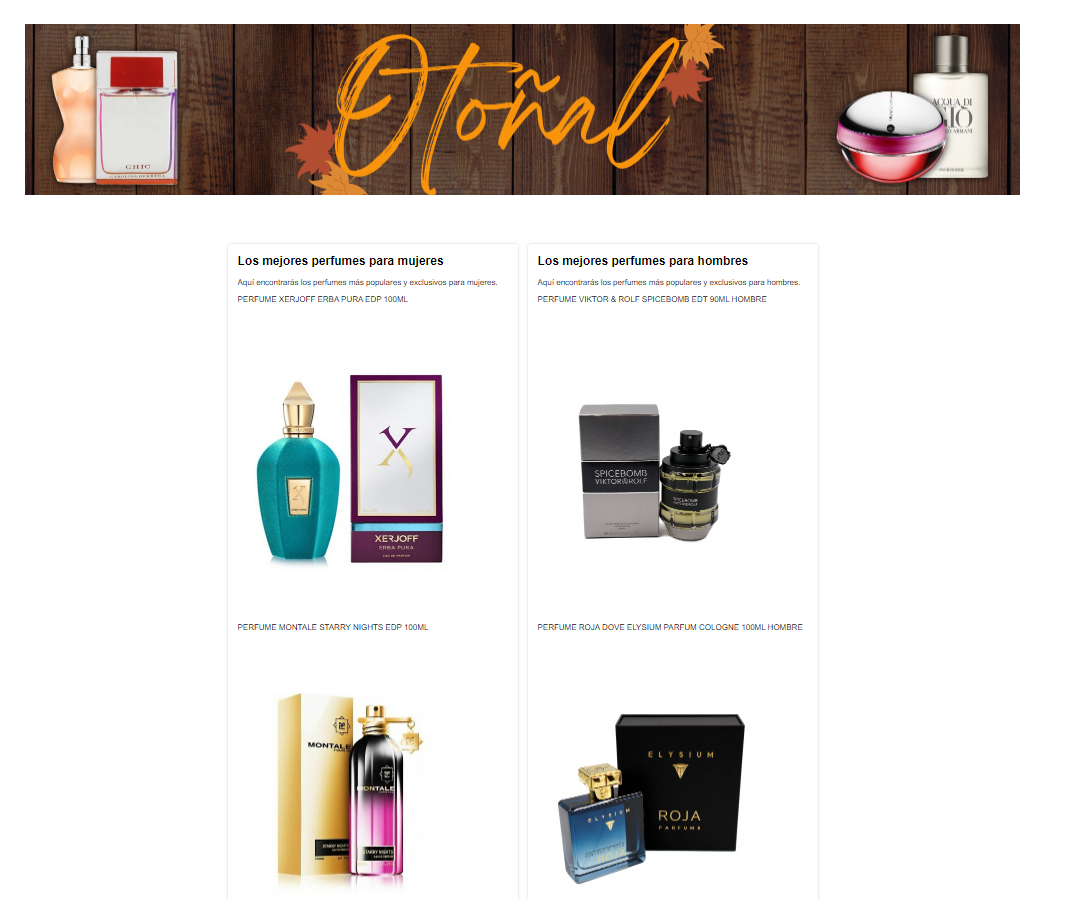 Otoñal
CHIC
CAROLINA HERRERA
ACQUA DI
GIÒ
Los mejores perfumes para mujeres
Aquí encontrarás los perfumes más populares y exclusivos para mujeres.
PERFUME XERJOFF ERBA PURA EDP 100ML
X
XERJOFF
ERBA PURA
PERFUME MONTALE STARRY NIGHTS EDP 100ML
MONTALE
MONTALE
STARRY NIGHTS
STARRY NIGHTS
Los mejores perfumes para hombres
Aquí encontrarás los perfumes más populares y exclusivos para hombres.
PERFUME VIKTOR & ROLF SPICEBOMB EDT 90ML HOMBRE
SPICEBOMB
VIKTOR&ROLF
SPICEBOMB
PERFUME ROJA DOVE ELYSIUM PARFUM COLOGNE 100ML HOMBRE
ELYSIUM
ROJA
PARFUMS
ELYSIUM